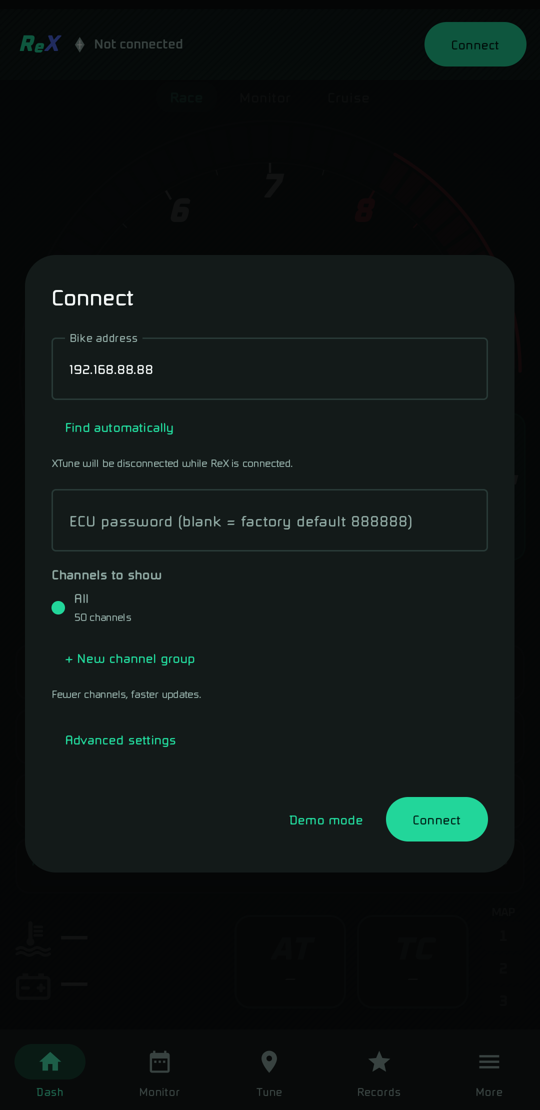 ReX
Not connected
Connect
Race
Monitor
Cruise
6
7
8
Connect
Bike address
192.168.88.88
Find automatically
XTune will be disconnected while ReX is connected.
ECU password (blank = factory default 888888)
Channels to show
All
50 channels
+ New channel group
Fewer channels, faster updates.
Advanced settings
Demo mode
Connect
MAP
AT
TC
1
2
3
Dash
Monitor
Tune
Records
More